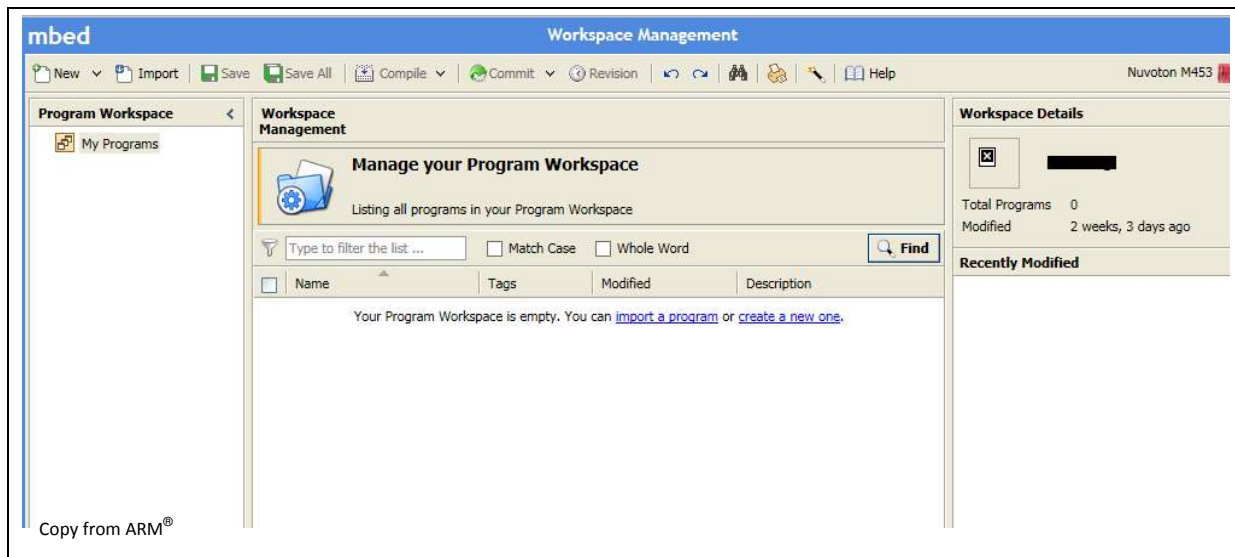 mbed
Workspace Management
New Import Save Save All Compile Commit Revision Help Nuvoton M453
Program Workspace <
My Programs
Workspace
Management
Manage your Program Workspace
Listing all programs in your Program Workspace
Type to filter the list ... Match Case Whole Word Find
Name Tags Modified Description
Your Program Workspace is empty. You can import a program or create a new one.
Workspace Details
Total Programs 0
Modified 2 weeks, 3 days ago
Recently Modified
Copy from ARM®